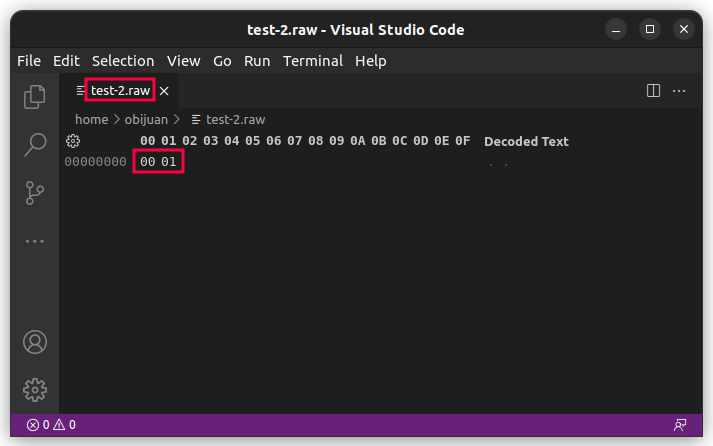 test-2.raw - Visual Studio Code
File Edit Selection View Go Run Terminal Help
test-2.raw
home > obijuan > test-2.raw
00 01 02 03 04 05 06 07 08 09 0A 0B 0C 0D 0E 0F Decoded Text
00000000 00 01 . .
0 0